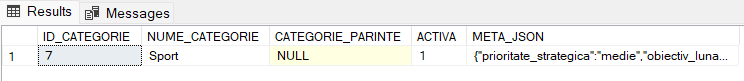 Results Messages
ID_CATEGORIE NUME_CATEGORIE CATEGORIE_PARINTE ACTIVA META_JSON
1 7 Sport NULL 1 {"prioritate_strategica":"medie","obiectiv_luna...